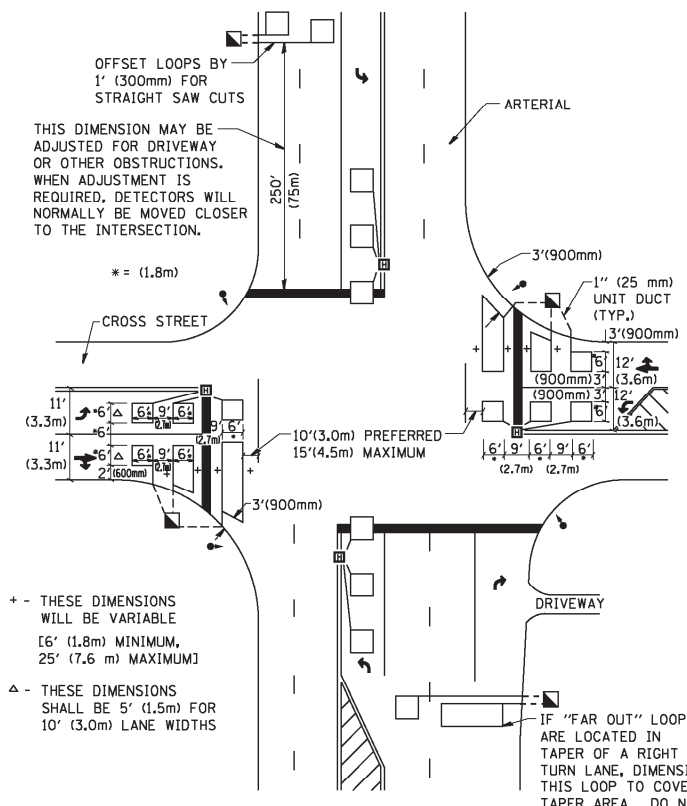 OFFSET LOOPS BY
1' (300mm) FOR
STRAIGHT SAW CUTS
THIS DIMENSION MAY BE
ADJUSTED FOR DRIVEWAY
OR OTHER OBSTRUCTIONS.
WHEN ADJUSTMENT IS
REQUIRED, DETECTORS WILL
NORMALLY BE MOVED CLOSER
TO THE INTERSECTION.
* = (1.8m)
250'
(75m)
ARTERIAL
CROSS STREET
H
3'(900mm)
1" (25 mm)
UNIT DUCT
(TYP.)
3'(900mm)
+ + + +
6'
*
12'
(3.6m)
(900mm) 3'
(900mm) 3'
12'
(3.6m)
6'
*
H
6' 9' 6' 9' 6'
* * *
(2.7m) (2.7m)
H
11'
(3.3m)
*6' △ 6'* 9' 6'*
(2.7m)
*6'
9' 6'
(2.7m) *
11'
(3.3m)
*6' △ 6'* 9' 6'*
(2.7m)
2' (600mm)
+ + + +
10'(3.0m) PREFERRED
15'(4.5m) MAXIMUM
3'(900mm)
H
+ - THESE DIMENSIONS
WILL BE VARIABLE
[6' (1.8m) MINIMUM,
25' (7.6 m) MAXIMUM]
△ - THESE DIMENSIONS
SHALL BE 5' (1.5m) FOR
10' (3.0m) LANE WIDTHS
DRIVEWAY
IF "FAR OUT" LOOP
ARE LOCATED IN
TAPER OF A RIGHT
TURN LANE, DIMENSI
THIS LOOP TO COVE
TAPER AREA. DO N